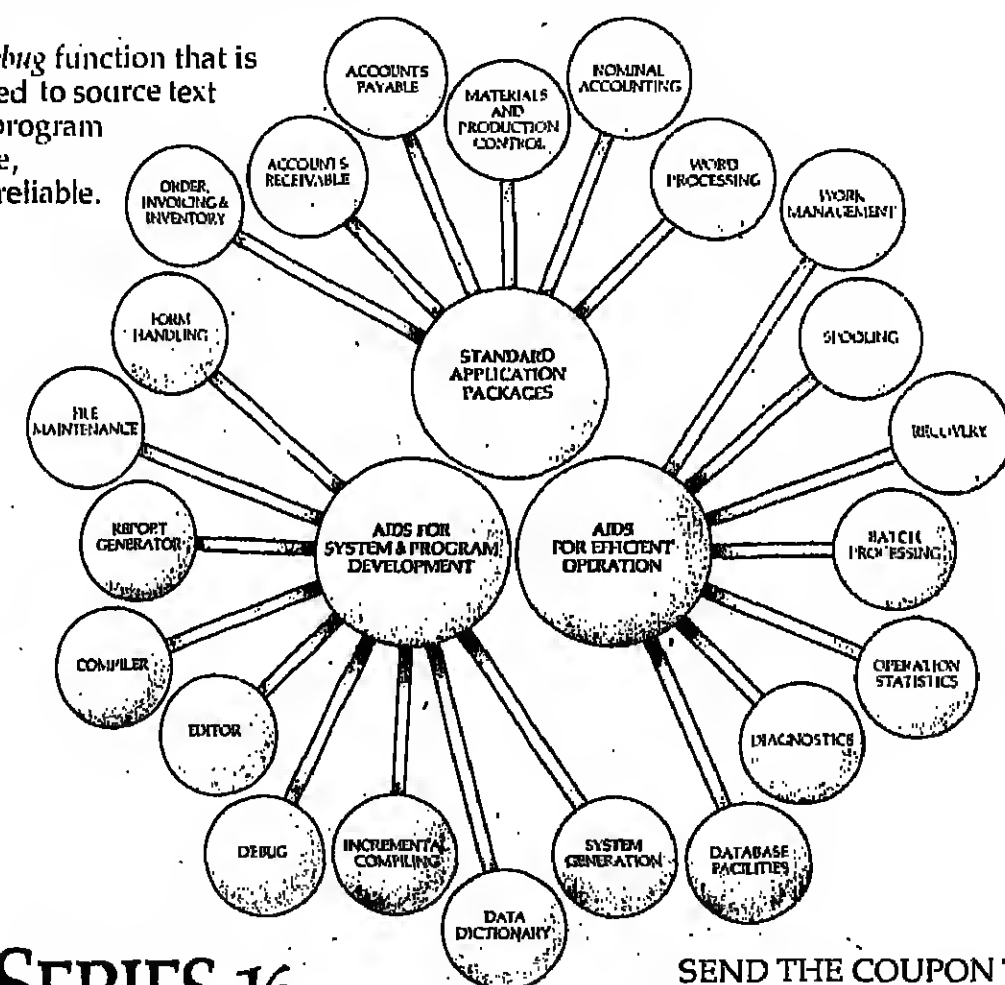 bug function that is
ed to source text
program
e,
reliable.
ACCOUNTS
PAYABLE
MATERIALS
AND
PRODUCTION
CONTROL
NOMINAL
ACCOUNTING
ORDER,
INVOICING &
INVENTORY
ACCOUNTS
RECEIVABLE
WORD
PROCESSING
WORK
MANAGEMENT
FORM
HANDLING
STANDARD
APPLICATION
PACKAGES
SPOOLING
FILE
MAINTENANCE
RECOVERY
REPORT
GENERATOR
AIDS FOR
SYSTEM & PROGRAM
DEVELOPMENT
AIDS
FOR EFFICIENT
OPERATION
BATCH
PROCESSING
COMPILER
OPERATION
STATISTICS
EDITOR
DIAGNOSTICS
DEBUG
INCREMENTAL
COMPILING
SYSTEM
GENERATION
DATABASE
FACILITIES
DATA
DICTIONARY
SERIES 16
SEND THE COUPON